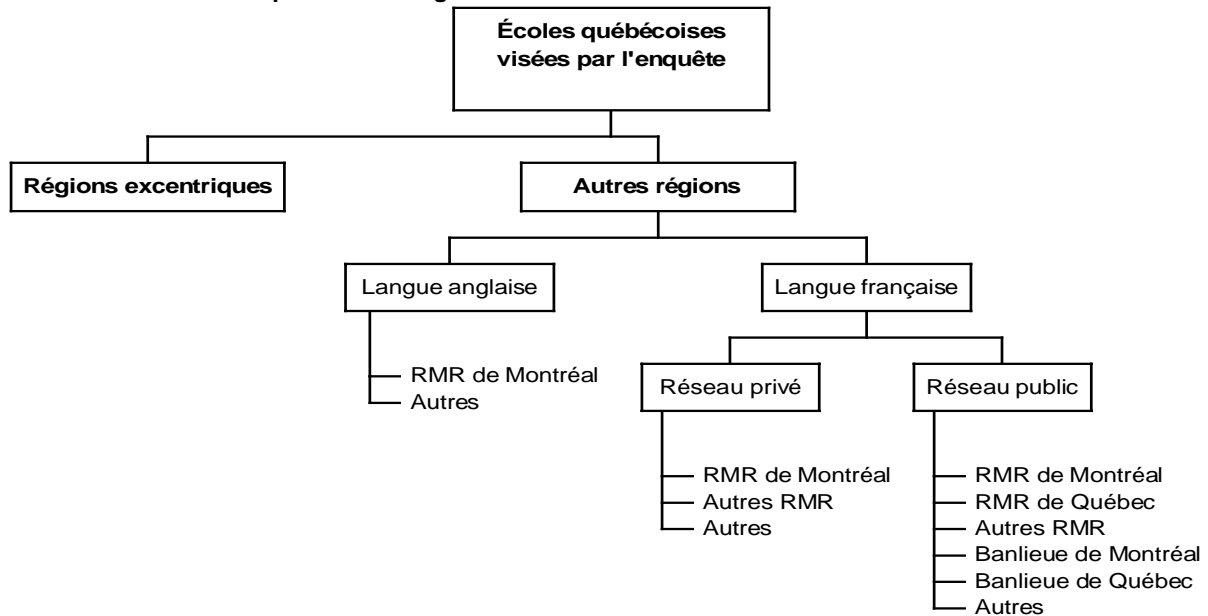 Écoles québécoises
visées par l'enquête
Régions excentriques
Autres régions
Langue anglaise
Langue française
RMR de Montréal
Autres
Réseau privé
Réseau public
RMR de Montréal
Autres RMR
Autres
RMR de Montréal
RMR de Québec
Autres RMR
Banlieue de Montréal
Banlieue de Québec
Autres